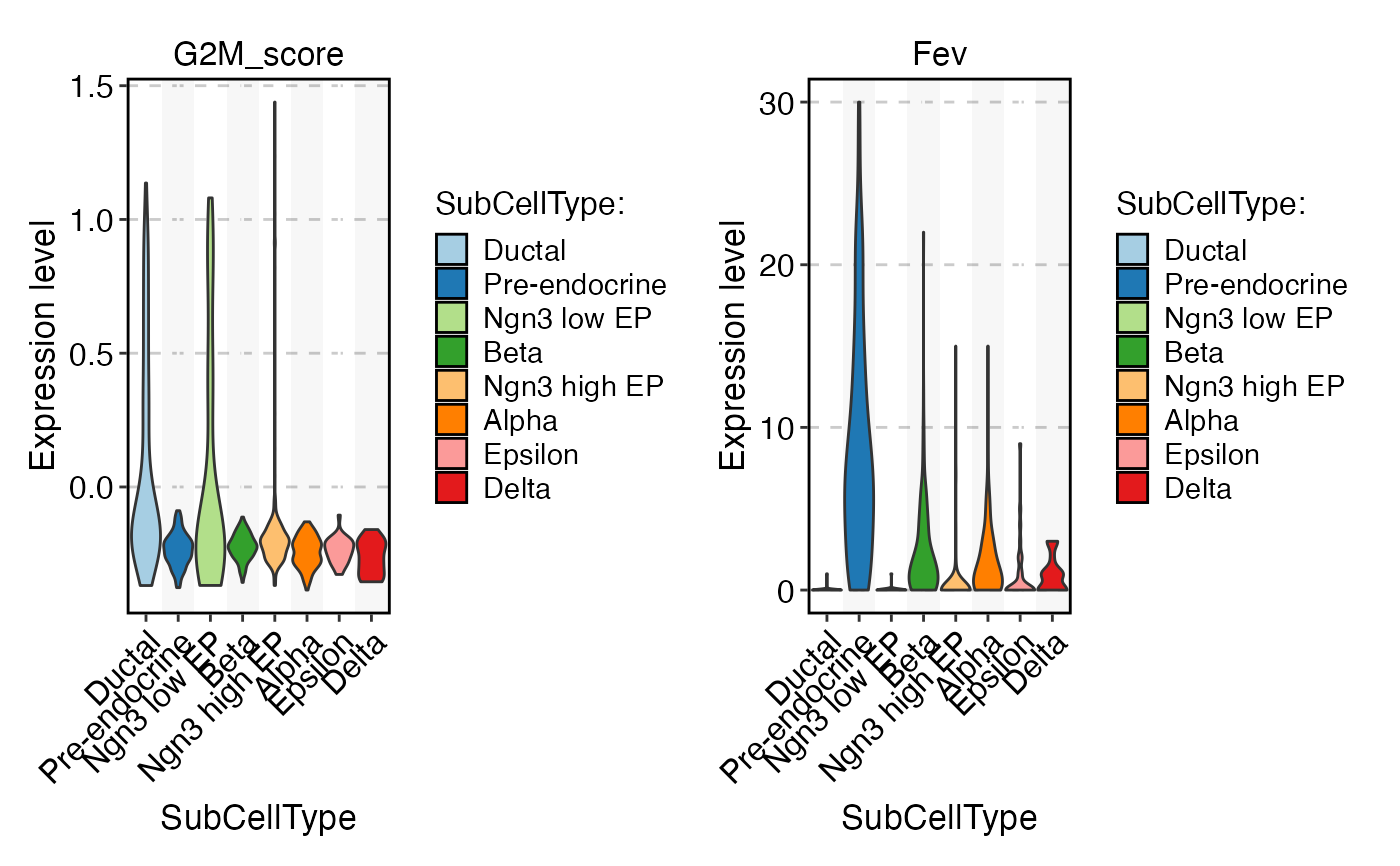 G2M_score
Expression level
1.5
1.0
0.5
0.0
Ductal
Pre-endocrine
Ngn3 low EP
Beta
Ngn3 high EP
Alpha
Epsilon
Delta
SubCellType
SubCellType:
Ductal
Pre-endocrine
Ngn3 low EP
Beta
Ngn3 high EP
Alpha
Epsilon
Delta
Fev
Expression level
30
20
10
0
Ductal
Pre-endocrine
Ngn3 low EP
Beta
Ngn3 high EP
Alpha
Epsilon
Delta
SubCellType
SubCellType:
Ductal
Pre-endocrine
Ngn3 low EP
Beta
Ngn3 high EP
Alpha
Epsilon
Delta